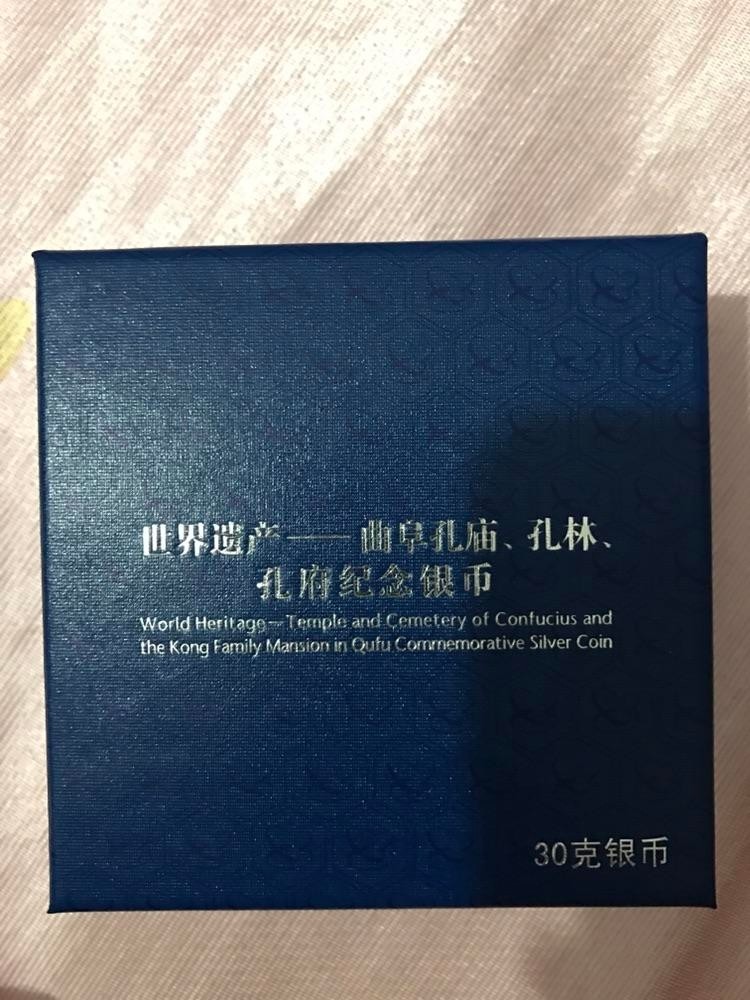 世界遗产——曲阜孔庙、孔林、
孔府纪念银币
World Heritage—Temple and Cemetery of Confucius and
the Kong Family Mansion in Qufu Commemorative Silver Coin
30克银币